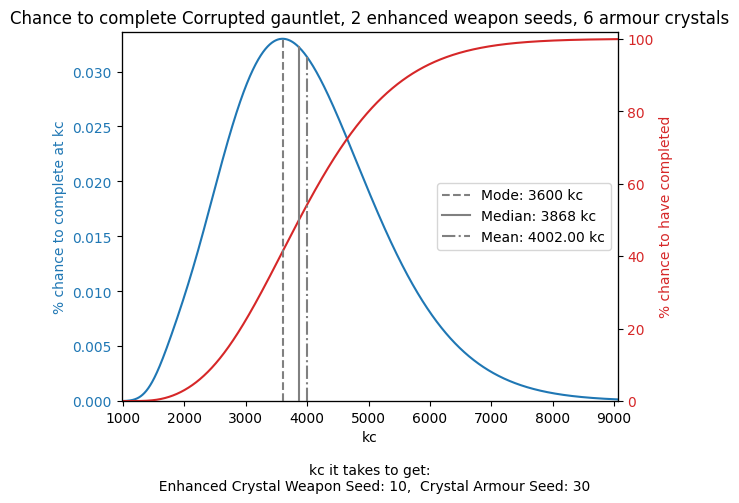 Chance to complete Corrupted gauntlet, 2 enhanced weapon seeds, 6 armour crystals
% chance to complete at kc
0.030
0.025
0.020
0.015
0.010
0.005
0.000
100
80
60
40
20
0
% chance to have completed
Mode: 3600 kc
Median: 3868 kc
Mean: 4002.00 kc
1000 2000 3000 4000 5000 6000 7000 8000 9000
kc
kc it takes to get:
Enhanced Crystal Weapon Seed: 10,  Crystal Armour Seed: 30